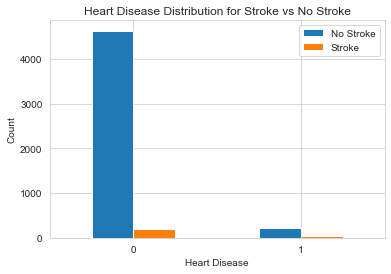 Heart Disease Distribution for Stroke vs No Stroke
No Stroke
Stroke
4000
3000
2000
1000
0
Count
0 1
Heart Disease